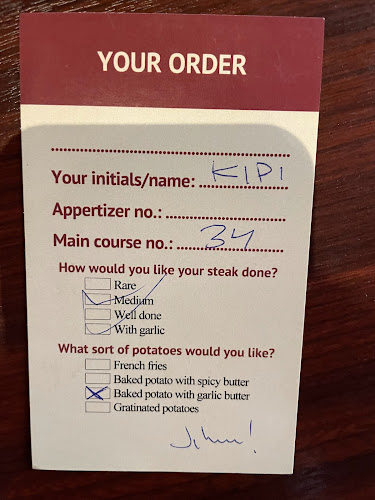 YOUR ORDER
Your initials/name: KIPI
Appertizer no.:
Main course no.: 34
How would you like your steak done?
Rare
Medium
Well done
With garlic
What sort of potatoes would you like?
French fries
Baked potato with spicy butter
Baked potato with garlic butter
Gratinated potatoes